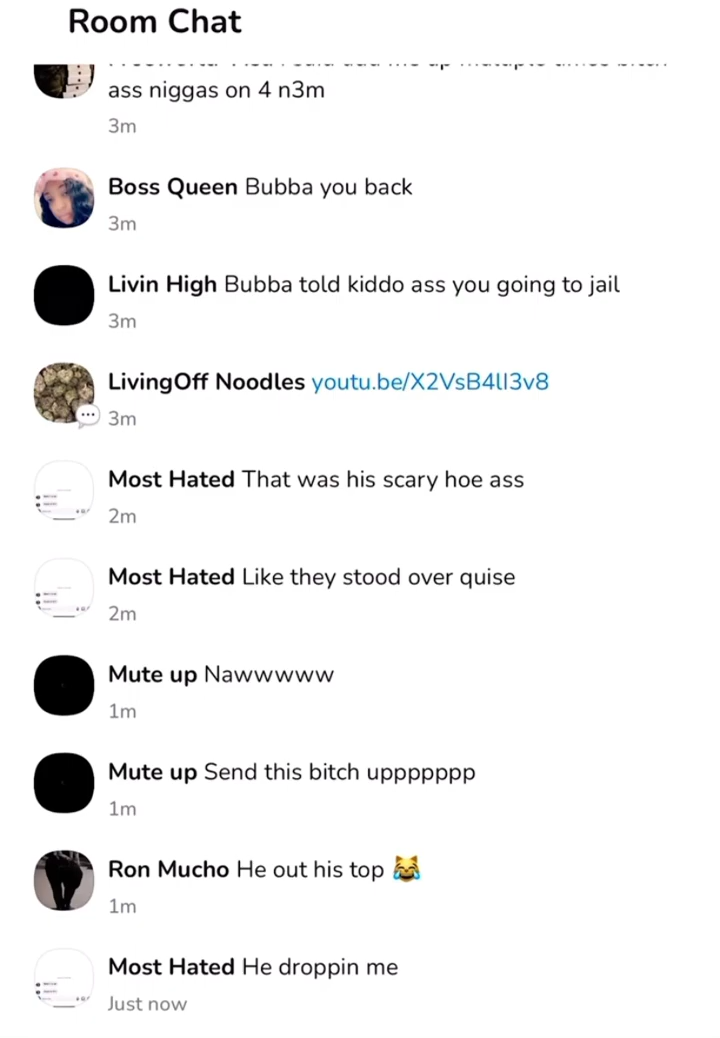 Room Chat
ass niggas on 4 n3m
3m
Boss Queen Bubba you back
3m
Livin High Bubba told kiddo ass you going to jail
3m
LivingOff Noodles youtu.be/X2VsB4lI3v8
3m
Most Hated That was his scary hoe ass
2m
Most Hated Like they stood over quise
2m
Mute up Nawwwww
1m
Mute up Send this bitch uppppppp
1m
Ron Mucho He out his top 😹
1m
Most Hated He droppin me
Just now